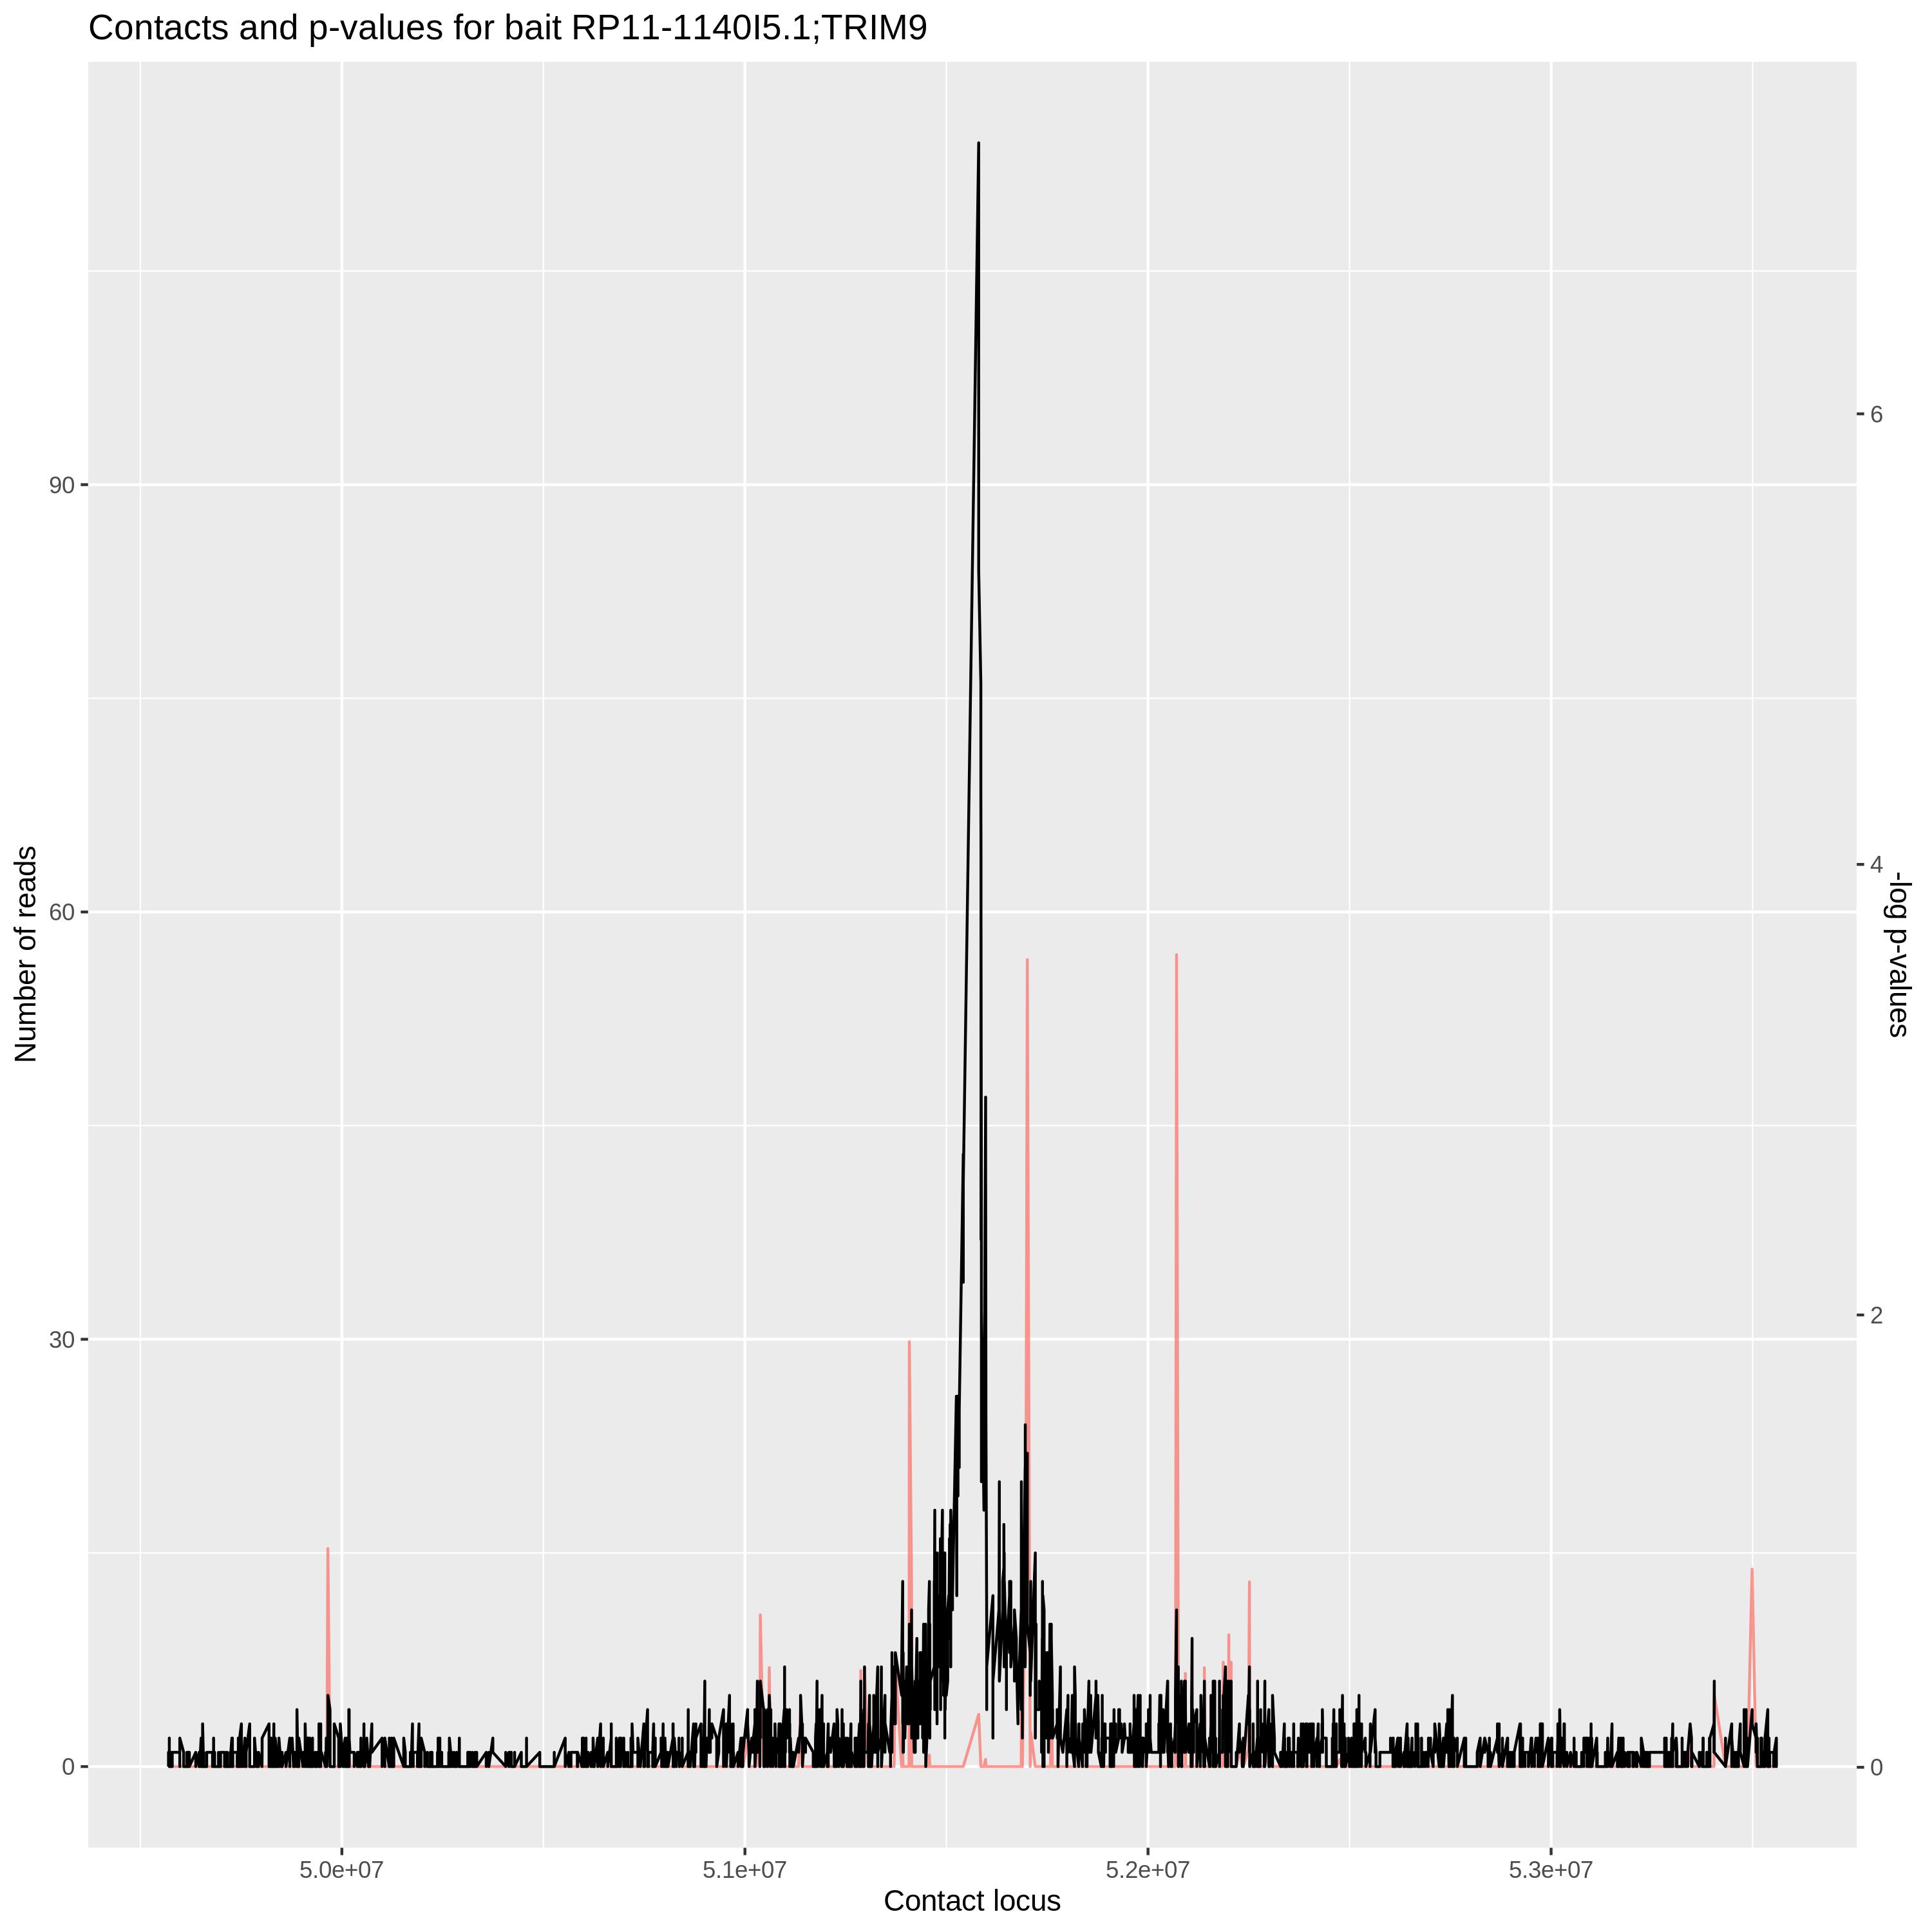 Contacts and p-values for bait RP11-1140I5.1;TRIM9
Number of reads
90
60
30
0
6
4
2
0
-log p-values
5.0e+07
5.1e+07
5.2e+07
5.3e+07
Contact locus